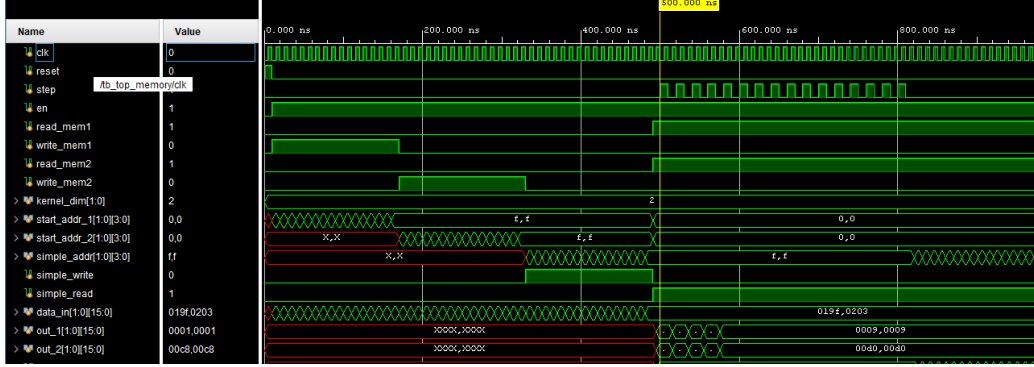 500.000 ns
Name Value
0.000 ns 200.000 ns 400.000 ns 600.000 ns 800.000 ns
clk 0
reset 0
/tb_top_memory/clk
step
en 1
read_mem1 1
write_mem1 0
read_mem2 1
write_mem2 0
kernel_dim[1:0] 2 2
start_addr_1[1:0][3:0] 0,0 f,f 0,0
start_addr_2[1:0][3:0] 0,0 X,X f,f 0,0
simple_addr[1:0][3:0] f,f X,X f,f
simple_write 0
simple_read 1
data_in[1:0][15:0] 019f,0203 019f,0203
out_1[1:0][15:0] 0001,0001 XXXX,XXXX 0009,0009
out_2[1:0][15:0] 00c8,00c8 XXXX,XXXX 00d0,00d0